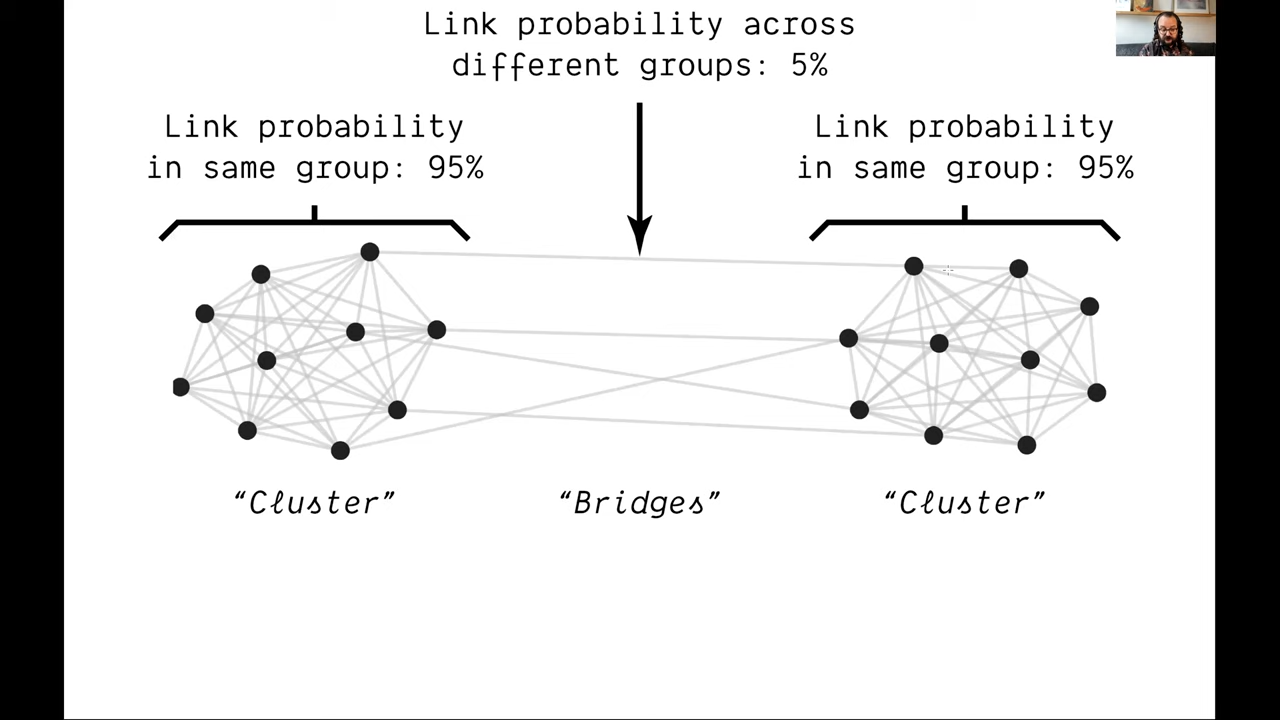 Link probability across
different groups: 5%
Link probability
in same group: 95%
Link probability
in same group: 95%
“Cluster”
“Bridges”
“Cluster”